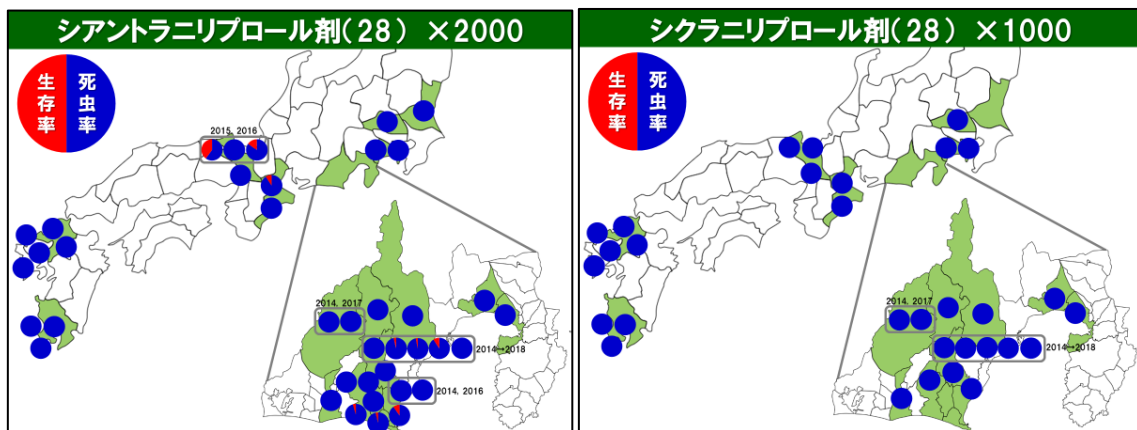 シアントラニリプロール剤(28) ×2000
生存率
死虫率
2015, 2016
2014, 2017
2014→2018
2014, 2016
シクラニリプロール剤(28) ×1000
生存率
死虫率
2014, 2017
2014→2018